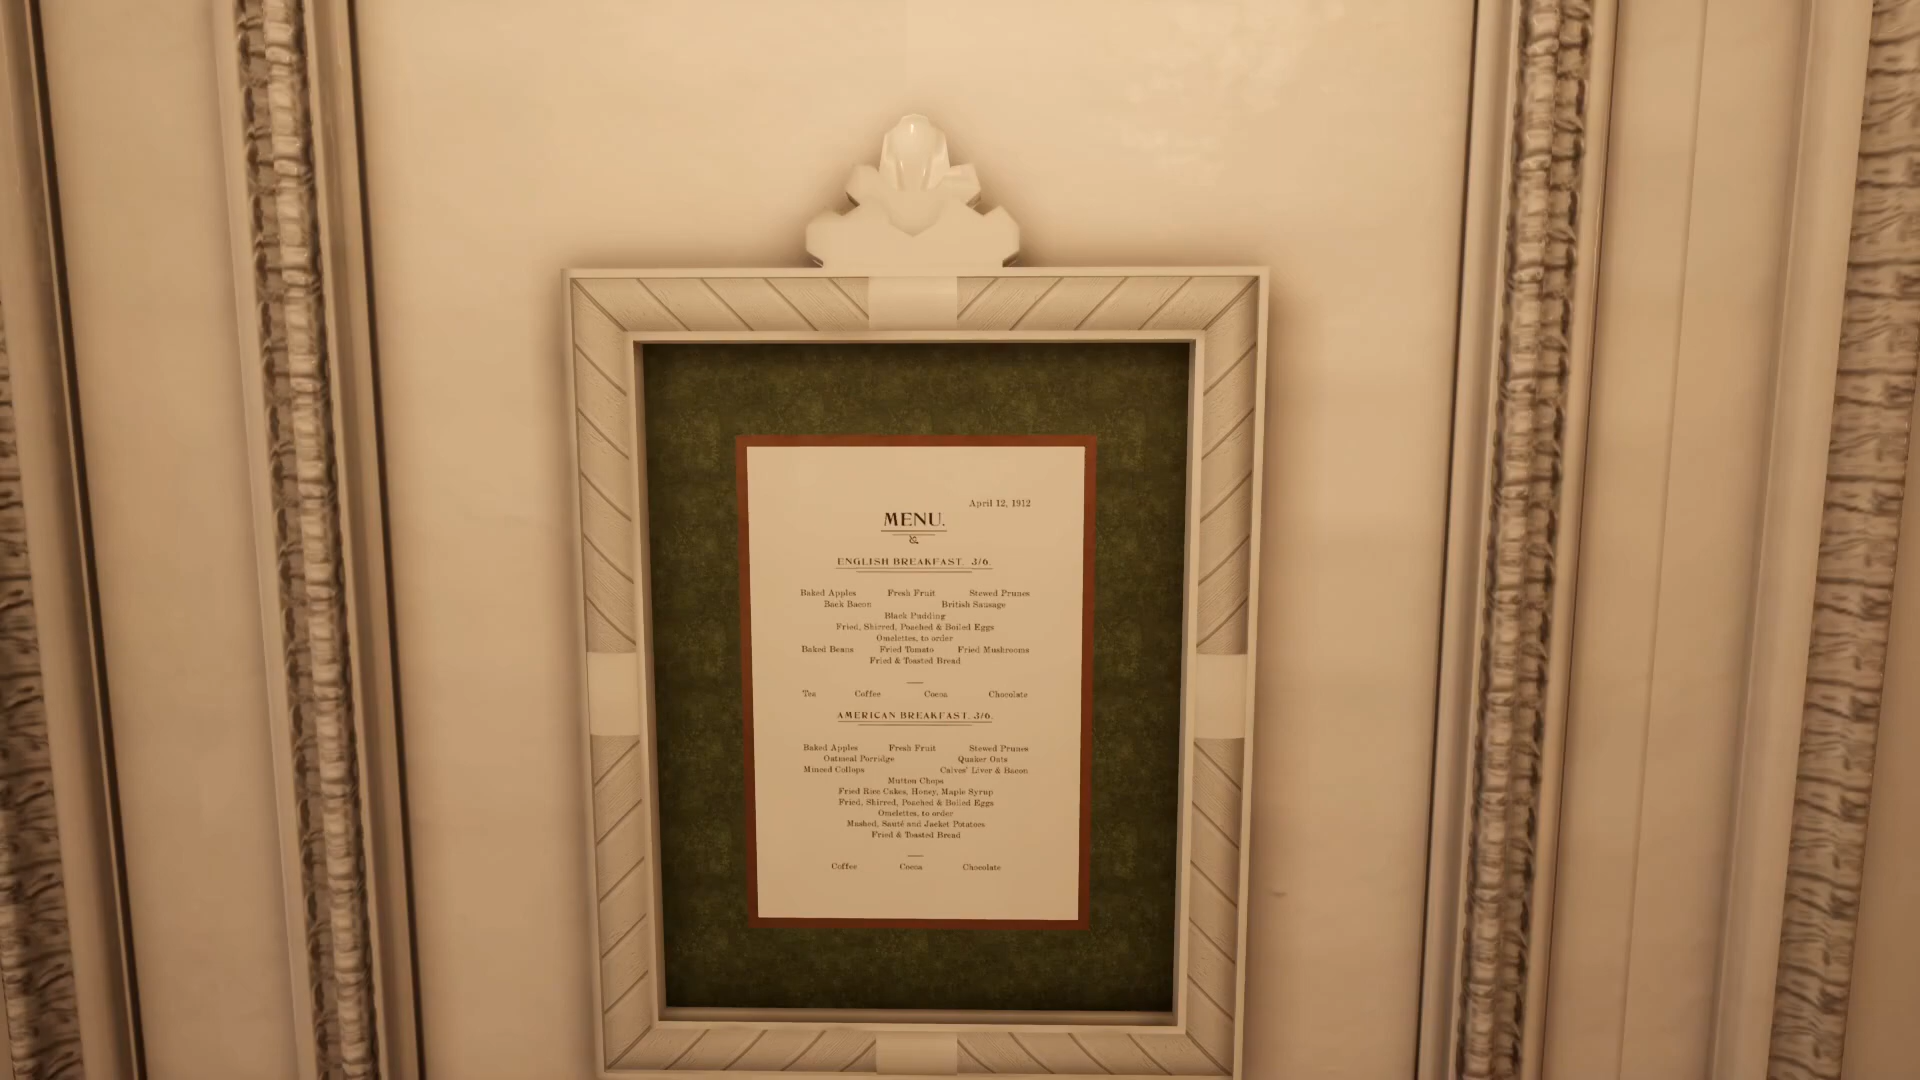 April 12, 1912
MENU.
&
ENGLISH BREAKFAST. 3/6.
Baked Apples Fresh Fruit Stewed Prunes
Back Bacon British Sausage
Black Pudding
Fried, Shirred, Poached & Boiled Eggs
Omelettes, to order
Baked Beans Fried Tomato Fried Mushrooms
Fried & Toasted Bread
Tea Coffee Cocoa Chocolate
AMERICAN BREAKFAST. 3/6.
Baked Apples Fresh Fruit Stewed Prunes
Oatmeal Porridge Quaker Oats
Minced Collops Calves' Liver & Bacon
Mutton Chops
Fried Rice Cakes, Honey, Maple Syrup
Fried, Shirred, Poached & Boiled Eggs
Omelettes, to order
Mashed, Sauté and Jacket Potatoes
Fried & Toasted Bread
Coffee Cocoa Chocolate